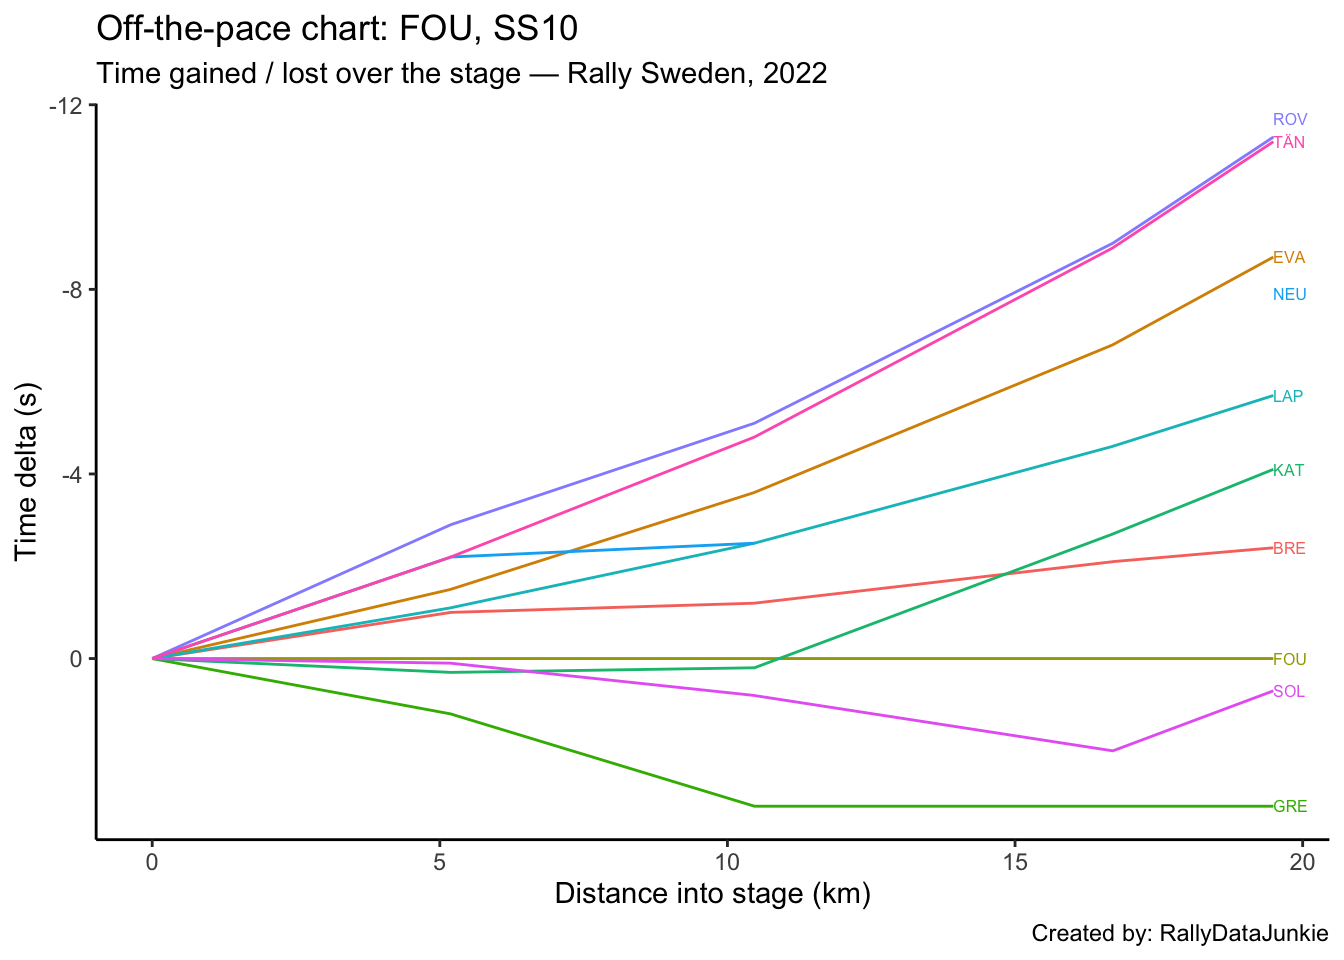 Off-the-pace chart: FOU, SS10
Time gained / lost over the stage — Rally Sweden, 2022
-12
-8
-4
0
Time delta (s)
ROV
TÄN
EVA
NEU
LAP
KAT
BRE
FOU
SOL
GRE
0 5 10 15 20
Distance into stage (km)
Created by: RallyDataJunkie